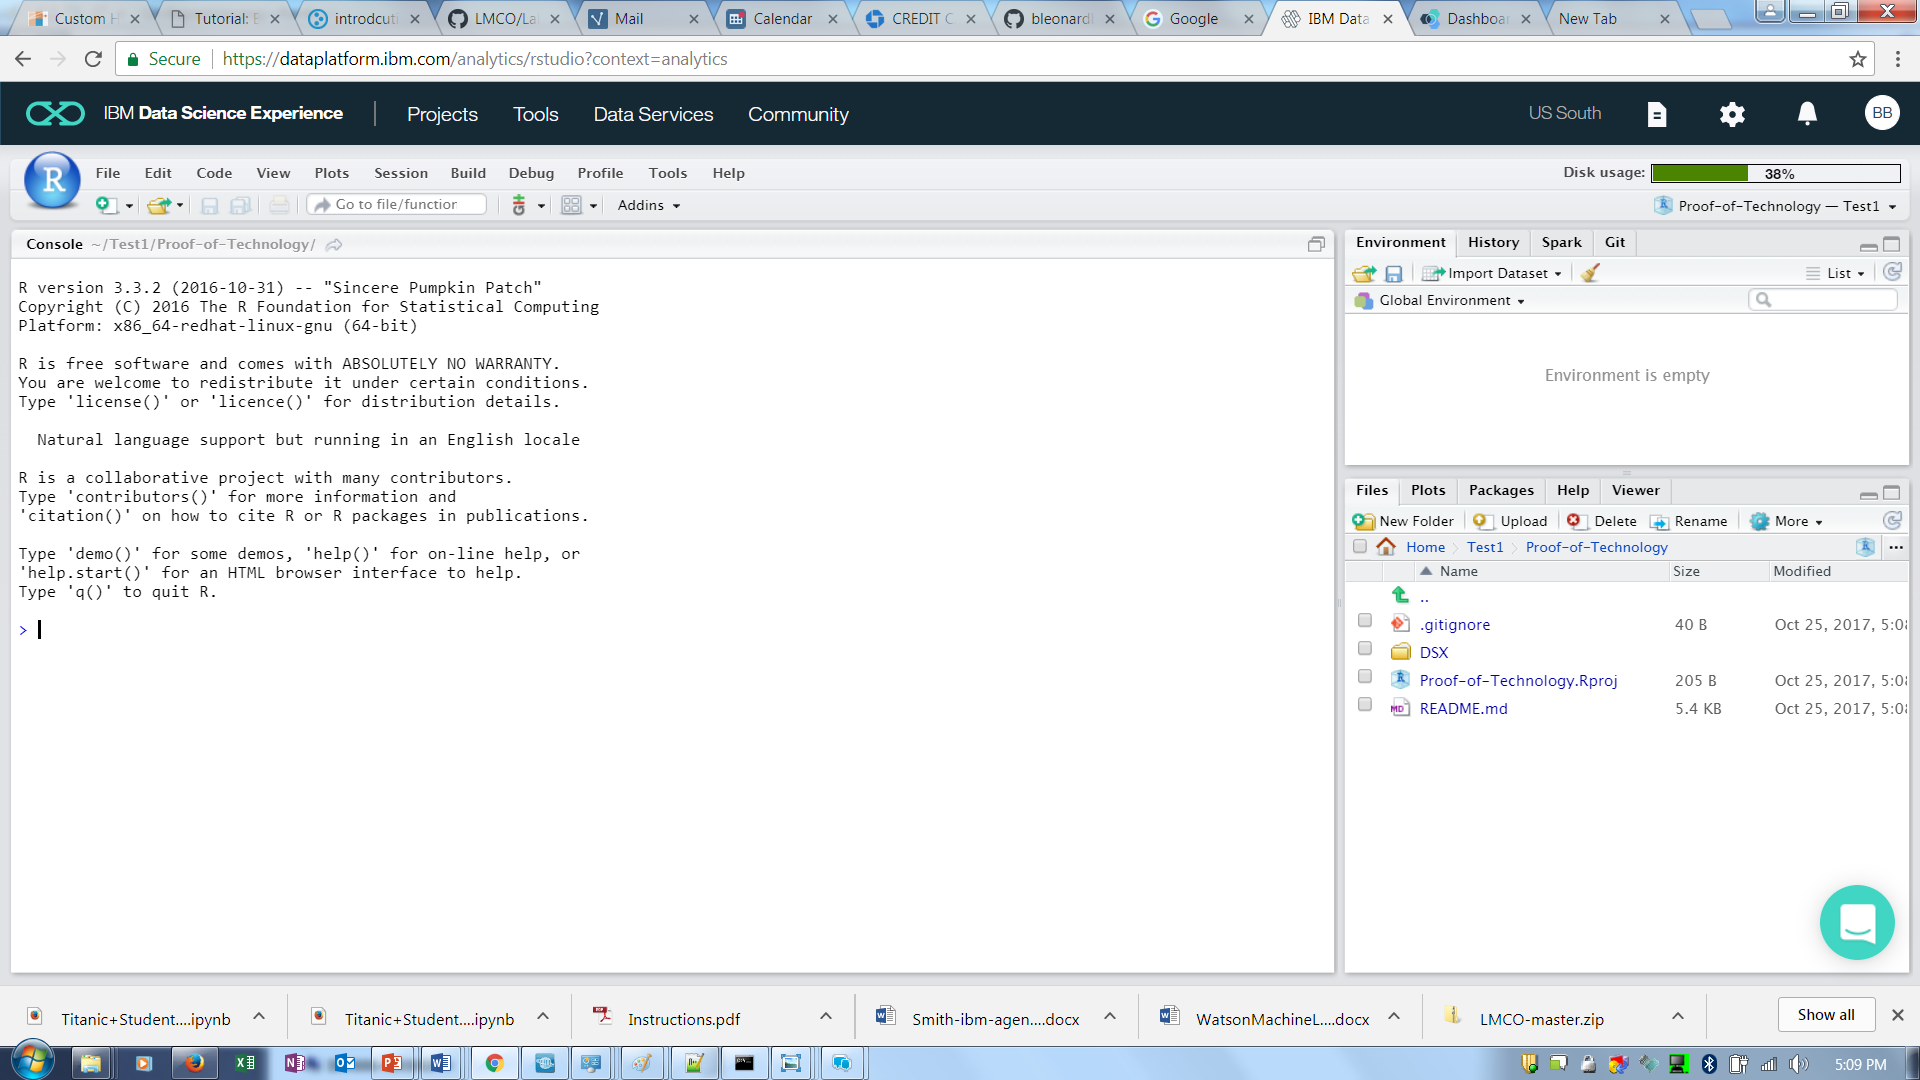 Custom H
Tutorial: B
introdcuti
LMCO/La
Mail
Calendar
CREDIT C
bleonardl
Google
IBM Data
Dashboar
New Tab
Secure
https://dataplatform.ibm.com/analytics/rstudio?context=analytics
IBM Data Science Experience
Projects
Tools
Data Services
Community
US South
BB
R
File Edit Code View Plots Session Build Debug Profile Tools Help
Disk usage: 38%
Go to file/function
Addins
Proof-of-Technology — Test1
Console ~/Test1/Proof-of-Technology/
R version 3.3.2 (2016-10-31) -- "Sincere Pumpkin Patch"
Copyright (C) 2016 The R Foundation for Statistical Computing
Platform: x86_64-redhat-linux-gnu (64-bit)
R is free software and comes with ABSOLUTELY NO WARRANTY.
You are welcome to redistribute it under certain conditions.
Type 'license()' or 'licence()' for distribution details.
Natural language support but running in an English locale
R is a collaborative project with many contributors.
Type 'contributors()' for more information and
'citation()' on how to cite R or R packages in publications.
Type 'demo()' for some demos, 'help()' for on-line help, or
'help.start()' for an HTML browser interface to help.
Type 'q()' to quit R.
>
Environment History Spark Git
Import Dataset
List
Global Environment
Environment is empty
Files Plots Packages Help Viewer
New Folder Upload Delete Rename More
Home Test1 Proof-of-Technology
...
Name Size Modified
..
.gitignore 40 B Oct 25, 2017, 5:08
DSX
Proof-of-Technology.Rproj 205 B Oct 25, 2017, 5:08
README.md 5.4 KB Oct 25, 2017, 5:08
Titanic+Student....ipynb
Titanic+Student....ipynb
Instructions.pdf
Smith-ibm-agen....docx
WatsonMachineL....docx
LMCO-master.zip
Show all
5:09 PM